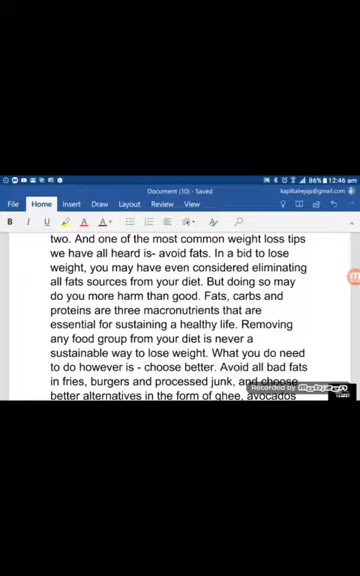 86% 12:46 am
Document (10) - Saved
File Home Insert Draw Layout Review View
B I U
two. And one of the most common weight loss tips
we have all heard is- avoid fats. In a bid to lose
weight, you may have even considered eliminating
all fats sources from your diet. But doing so may
do you more harm than good. Fats, carbs and
proteins are three macronutrients that are
essential for sustaining a healthy life. Removing
any food group from your diet is never a
sustainable way to lose weight. What you do need
to do however is - choose better. Avoid all bad fats
in fries, burgers and processed junk, and choose
Recorded by mobizen
better alternatives in the form of ghee, avocados